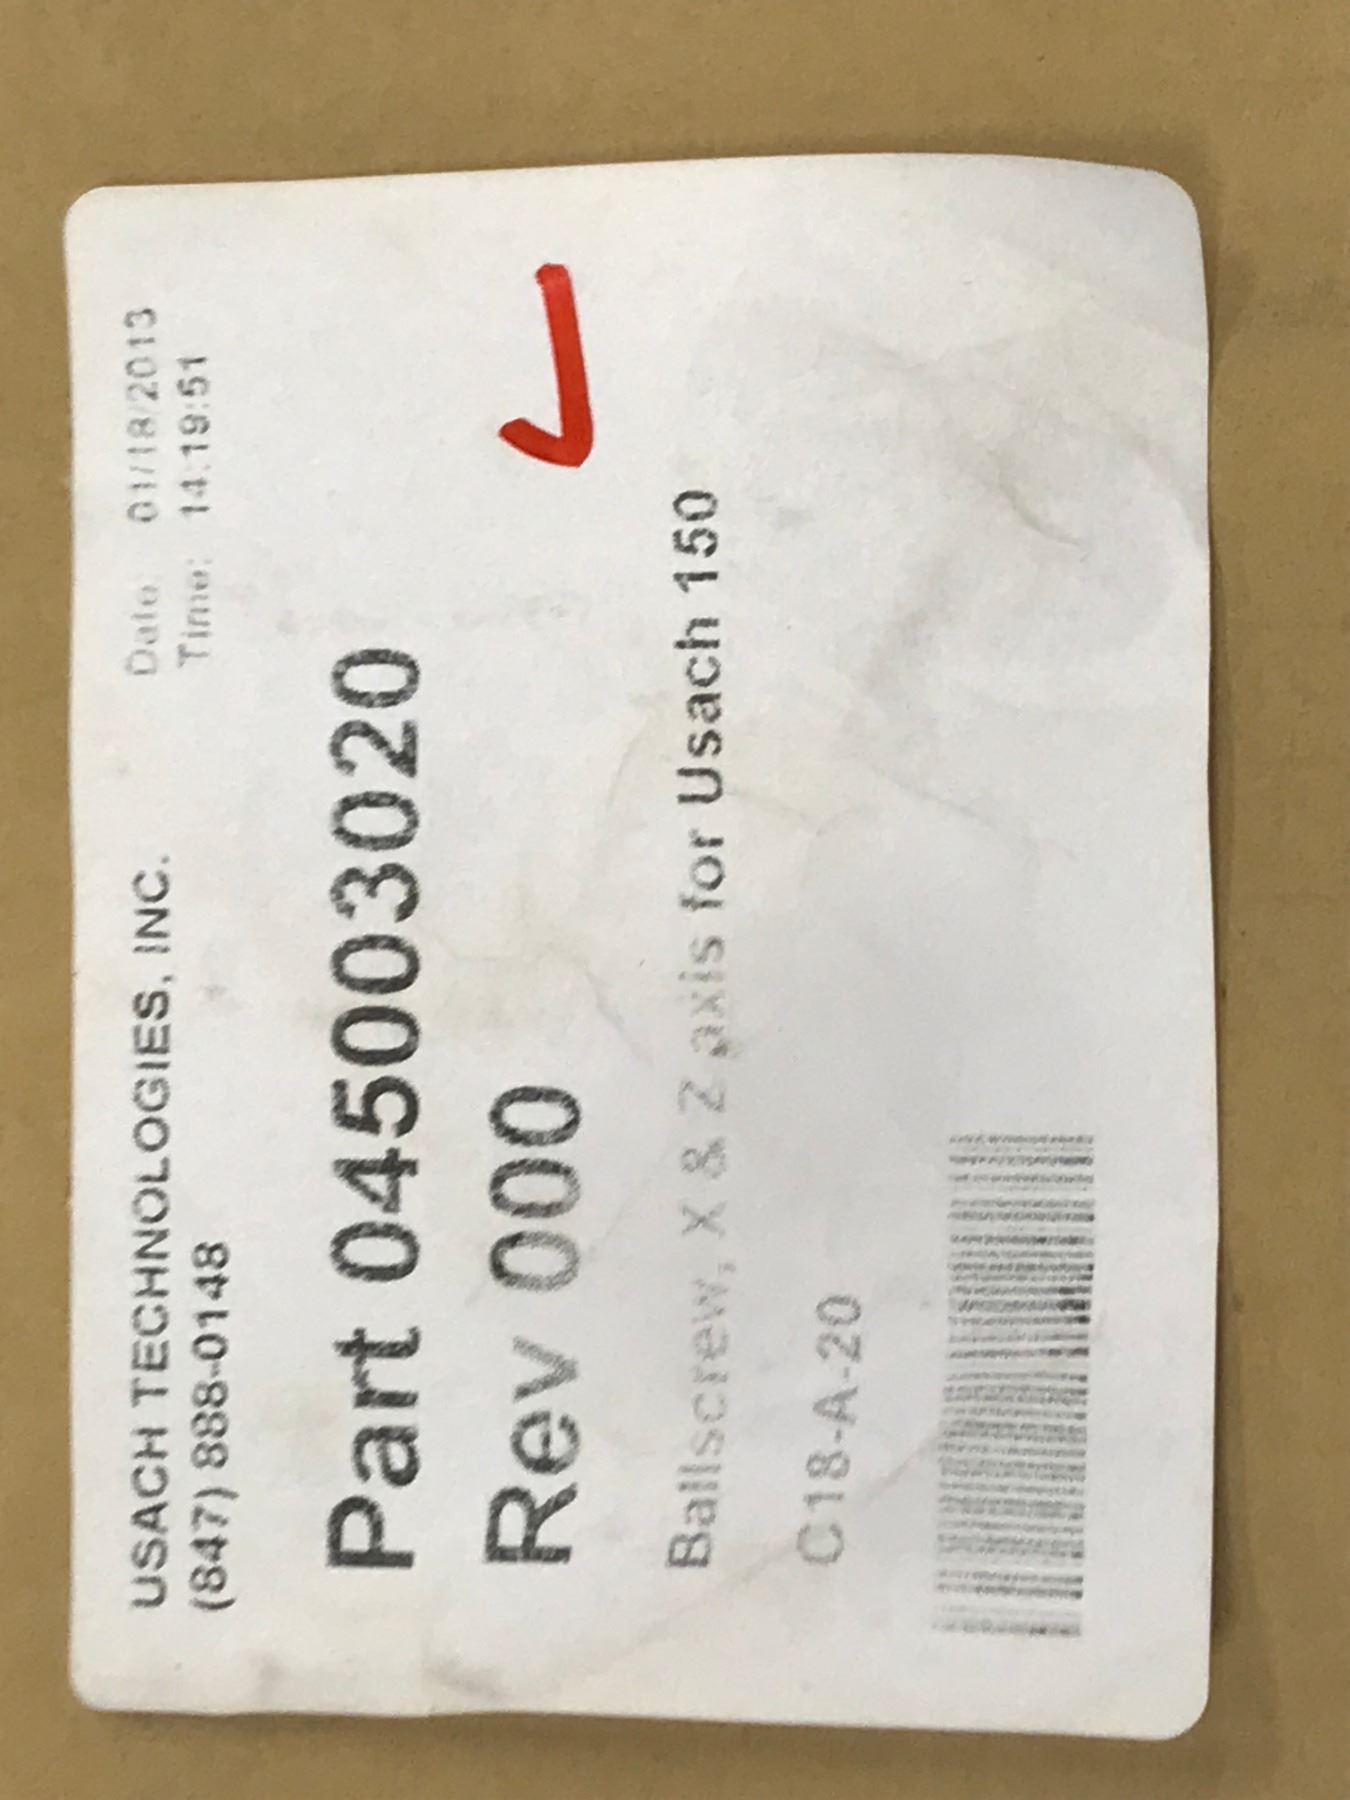 USACH TECHNOLOGIES, INC.
(847) 888-0148
Date 01/18/2013
Time: 14:19:51
Part 0450003020
Rev 000
Ballscrew, X & Z axis for Usach 150
C18-A-20